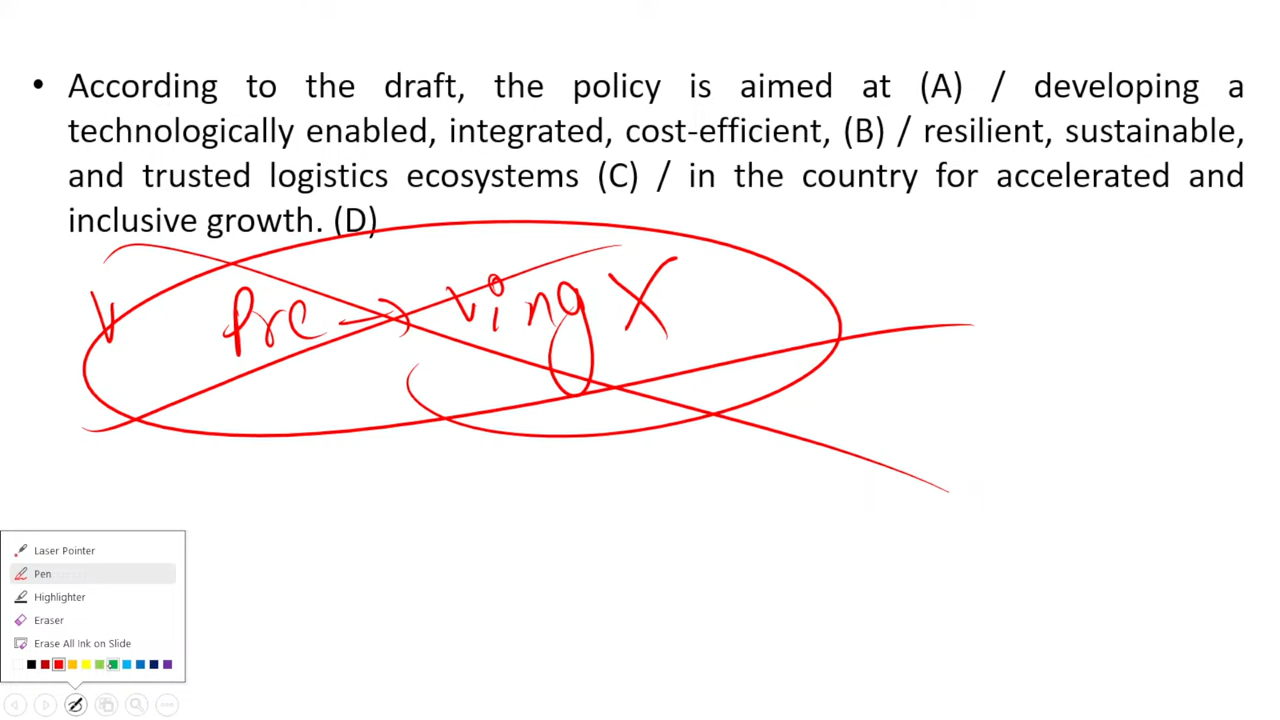 • According to the draft, the policy is aimed at (A) / developing a
technologically enabled, integrated, cost-efficient, (B) / resilient, sustainable,
and trusted logistics ecosystems (C) / in the country for accelerated and
inclusive growth. (D)
V Pre → ving X
Laser Pointer
Pen
Highlighter
Eraser
Erase All Ink on Slide